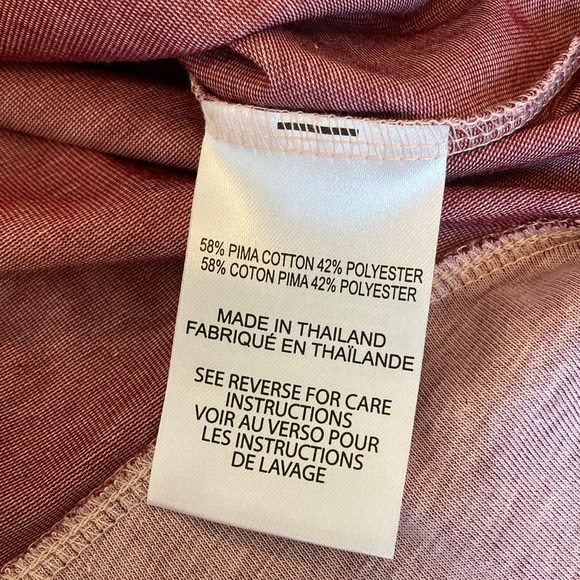 58% PIMA COTTON 42% POLYESTER
58% COTON PIMA 42% POLYESTER
MADE IN THAILAND
FABRIQUÉ EN THAÏLANDE
SEE REVERSE FOR CARE
INSTRUCTIONS
VOIR AU VERSO POUR
LES INSTRUCTIONS
DE LAVAGE